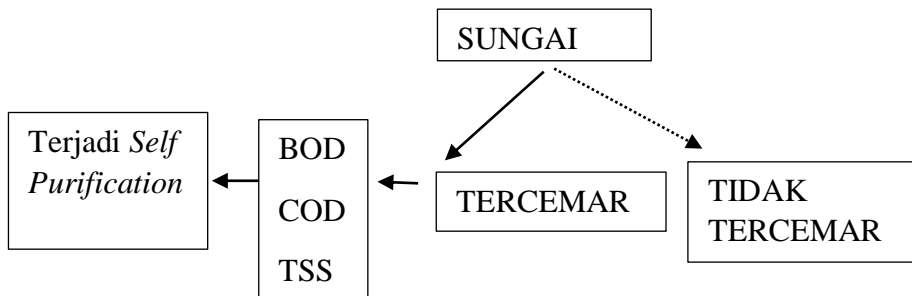 SUNGAI
Terjadi Self
Purification
BOD
COD
TSS
TERCEMAR
TIDAK
TERCEMAR